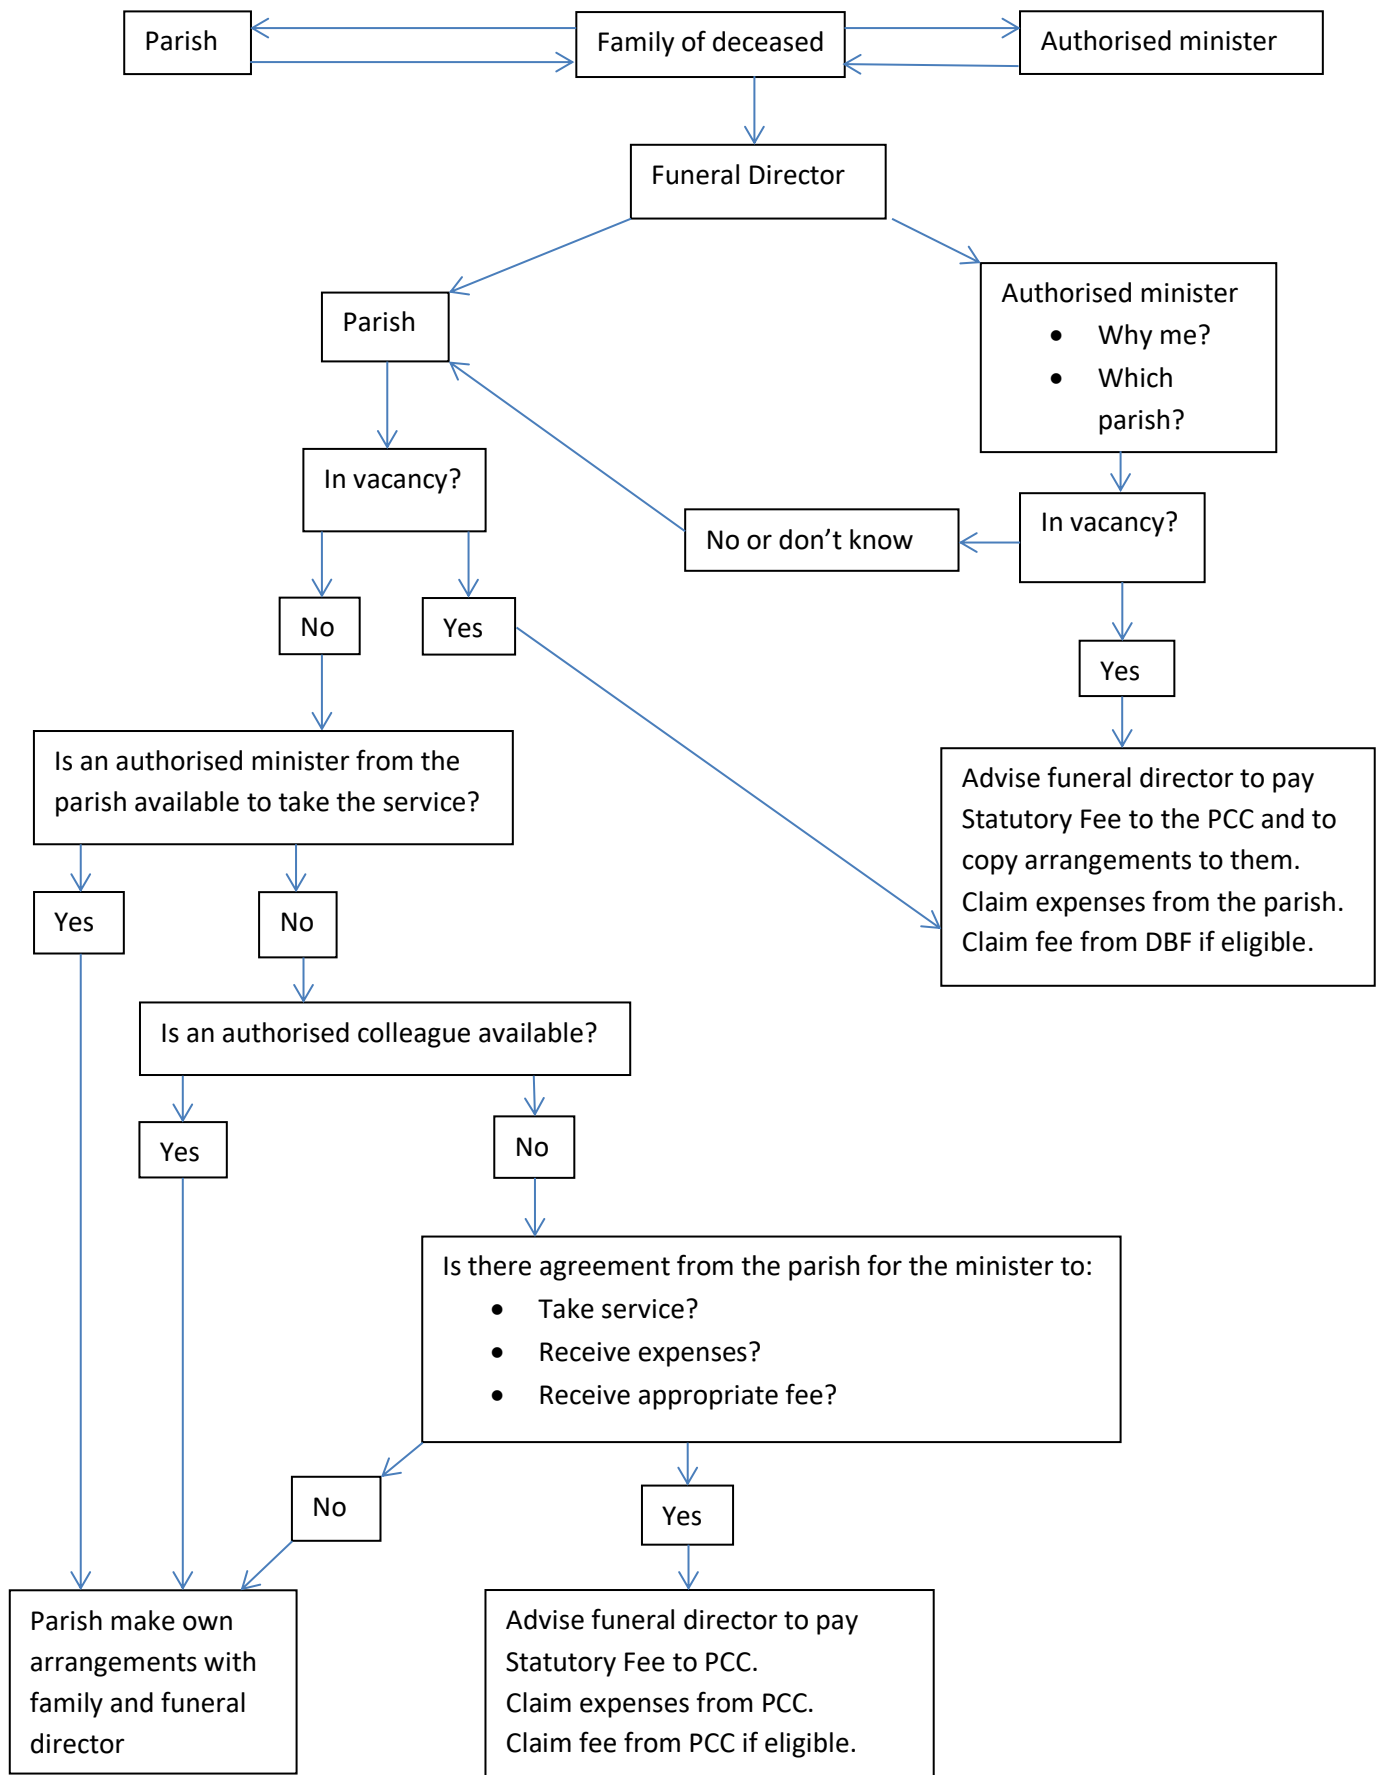 Parish
Family of deceased
Authorised minister
Funeral Director
Authorised minister
• Why me?
• Which
parish?
Parish
In vacancy?
In vacancy?
No or don’t know
No
Yes
Yes
Is an authorised minister from the
parish available to take the service?
Advise funeral director to pay
Statutory Fee to the PCC and to
copy arrangements to them.
Claim expenses from the parish.
Claim fee from DBF if eligible.
Yes
No
Is an authorised colleague available?
Yes
No
Is there agreement from the parish for the minister to:
• Take service?
• Receive expenses?
• Receive appropriate fee?
No
Yes
Parish make own
arrangements with
family and funeral
director
Advise funeral director to pay
Statutory Fee to PCC.
Claim expenses from PCC.
Claim fee from PCC if eligible.